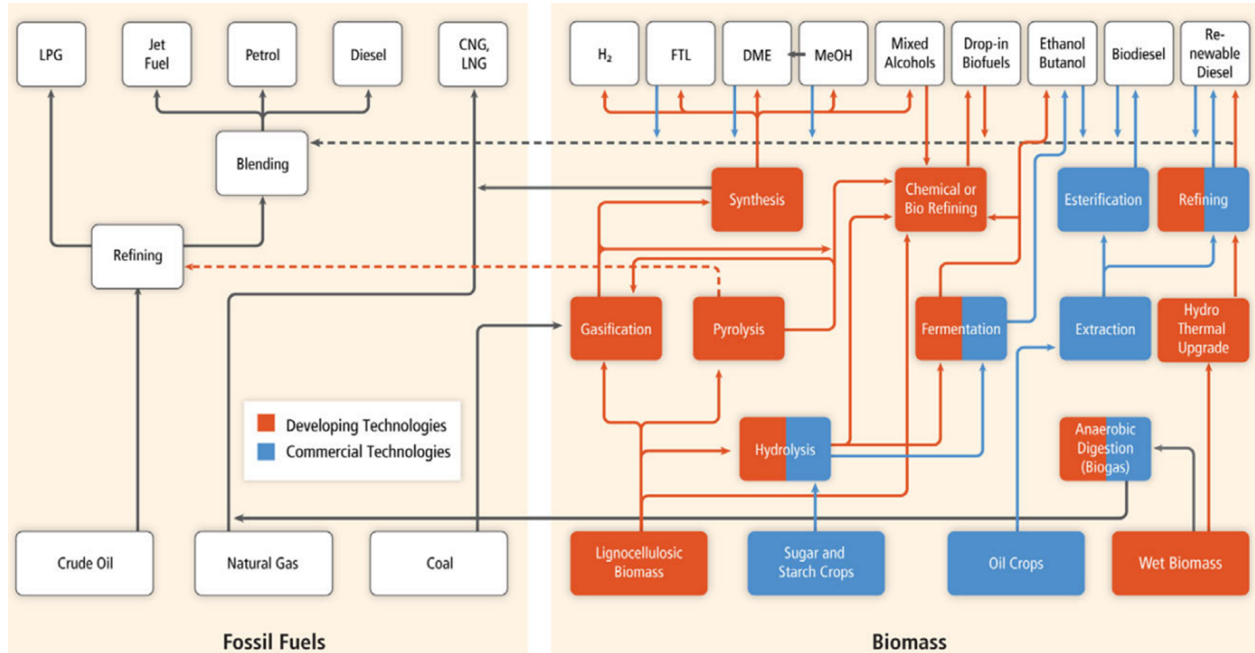 LPG
Jet
Fuel
Petrol
Diesel
CNG,
LNG
H₂
FTL
DME
MeOH
Mixed
Alcohols
Drop-in
Biofuels
Ethanol
Butanol
Biodiesel
Re-
newable
Diesel
Blending
Synthesis
Chemical or
Bio Refining
Esterification
Refining
Refining
Gasification
Pyrolysis
Fermentation
Extraction
Hydro
Thermal
Upgrade
Developing Technologies
Commercial Technologies
Hydrolysis
Anaerobic
Digestion
(Biogas)
Crude Oil
Natural Gas
Coal
Lignocellulosic
Biomass
Sugar and
Starch Crops
Oil Crops
Wet Biomass
Fossil Fuels
Biomass